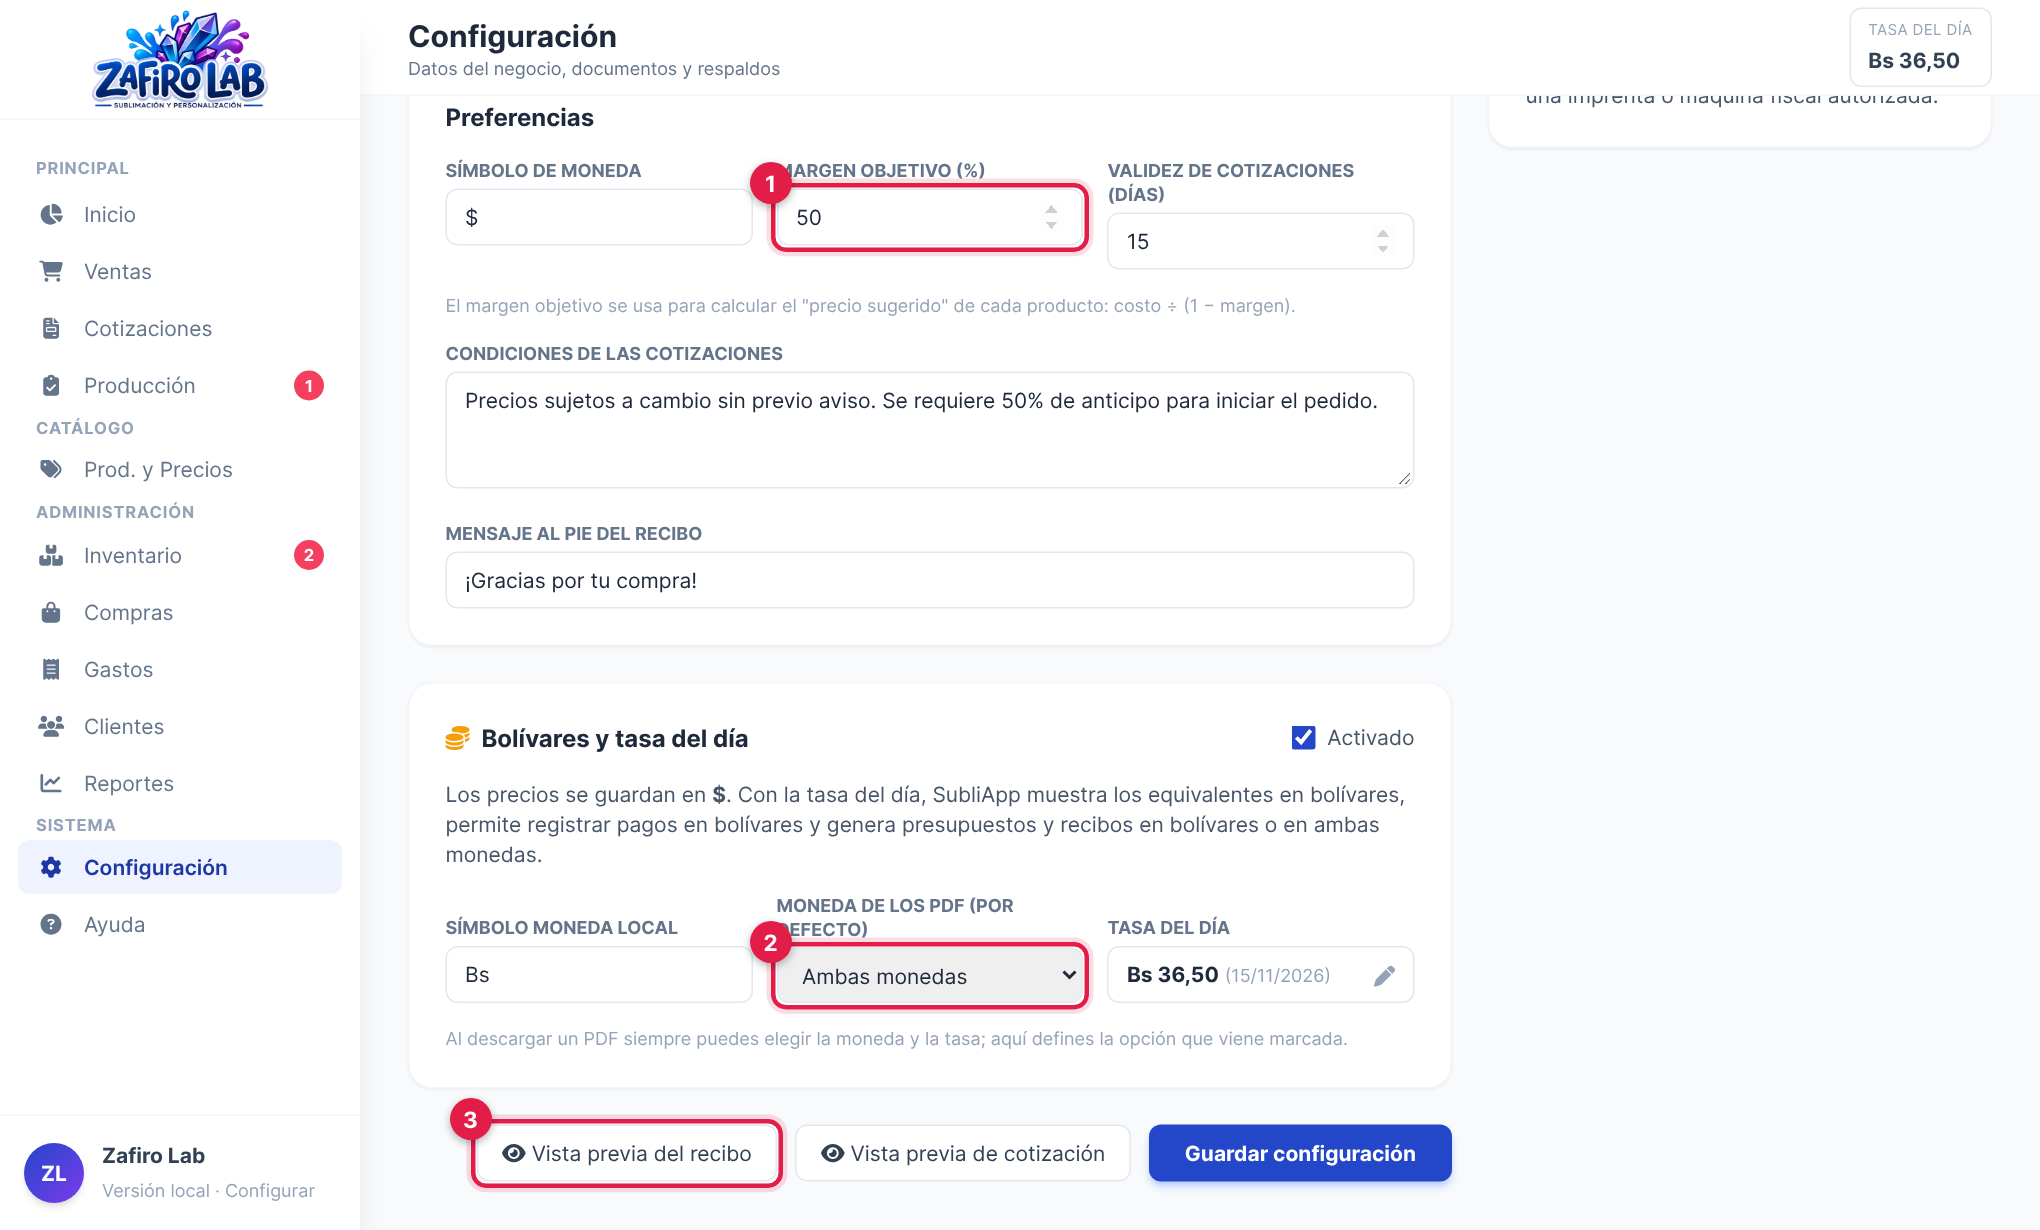 ZAFIRO LAB
SUBLIMACIÓN Y PERSONALIZACIÓN
PRINCIPAL
Inicio
Ventas
Cotizaciones
Producción
1
CATÁLOGO
Prod. y Precios
ADMINISTRACIÓN
Inventario
2
Compras
Gastos
Clientes
Reportes
SISTEMA
Configuración
Ayuda
ZL
Zafiro Lab
Versión local · Configurar
Configuración
Datos del negocio, documentos y respaldos
TASA DEL DÍA
Bs 36,50
una imprenta o máquina fiscal autorizada.
Preferencias
SÍMBOLO DE MONEDA
$
1
MARGEN OBJETIVO (%)
50
VALIDEZ DE COTIZACIONES
(DÍAS)
15
El margen objetivo se usa para calcular el "precio sugerido" de cada producto: costo ÷ (1 − margen).
CONDICIONES DE LAS COTIZACIONES
Precios sujetos a cambio sin previo aviso. Se requiere 50% de anticipo para iniciar el pedido.
MENSAJE AL PIE DEL RECIBO
¡Gracias por tu compra!
Bolívares y tasa del día
Activado
Los precios se guardan en $. Con la tasa del día, SubliApp muestra los equivalentes en bolívares,
permite registrar pagos en bolívares y genera presupuestos y recibos en bolívares o en ambas
monedas.
SÍMBOLO MONEDA LOCAL
Bs
MONEDA DE LOS PDF (POR
DEFECTO)
2
Ambas monedas
TASA DEL DÍA
Bs 36,50 (15/11/2026)
Al descargar un PDF siempre puedes elegir la moneda y la tasa; aquí defines la opción que viene marcada.
3
Vista previa del recibo
Vista previa de cotización
Guardar configuración